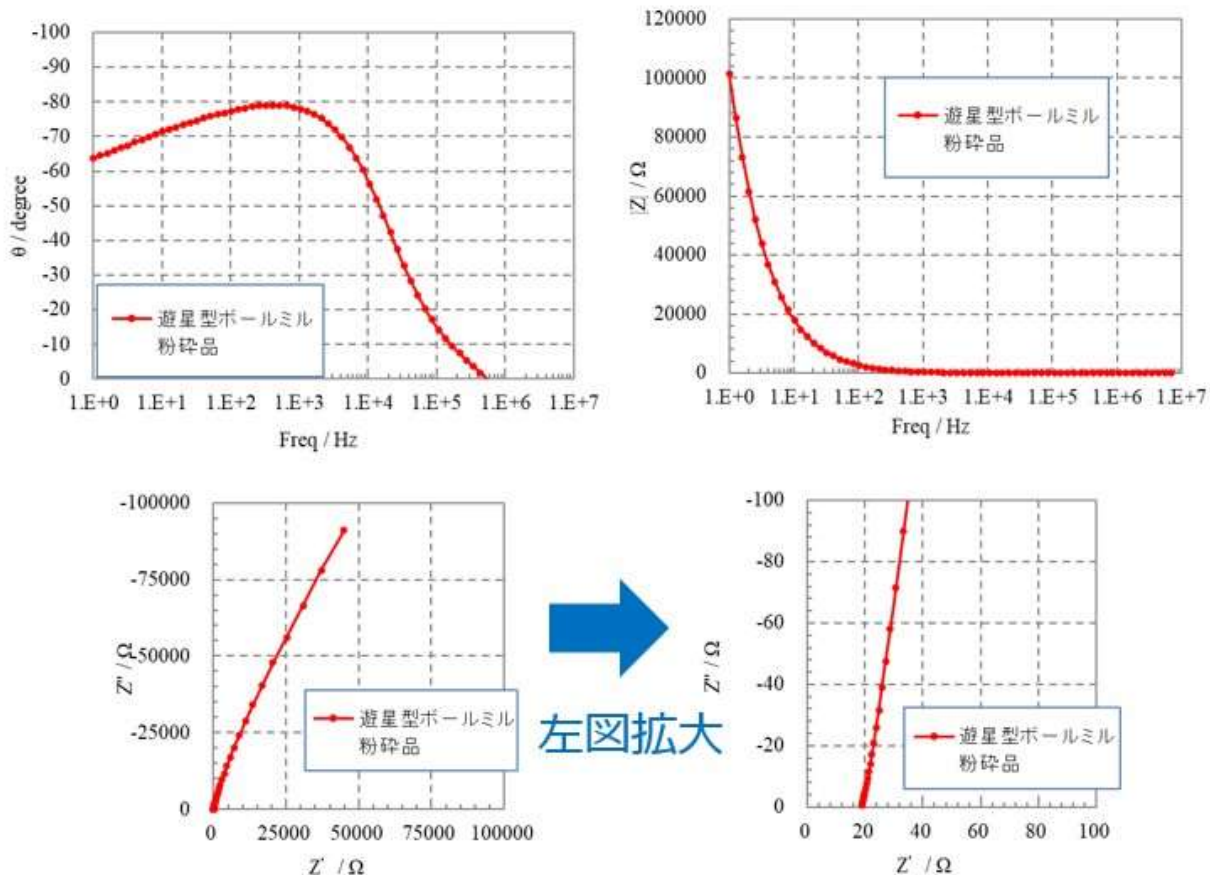 -100
-90
-80
-70
-60
-50
-40
-30
-20
-10
0
θ / degree
遊星型ボールミル
粉砕品
1.E+0 1.E+1 1.E+2 1.E+3 1.E+4 1.E+5 1.E+6 1.E+7
Freq / Hz
120000
100000
80000
60000
40000
20000
0
|Z| / Ω
遊星型ボールミル
粉砕品
1.E+0 1.E+1 1.E+2 1.E+3 1.E+4 1.E+5 1.E+6 1.E+7
Freq / Hz
-100000
-75000
-50000
-25000
0
Z'' / Ω
遊星型ボールミル
粉砕品
0 25000 50000 75000 100000
Z' / Ω
左図拡大
-100
-80
-60
-40
-20
0
Z'' / Ω
遊星型ボールミル
粉砕品
0 20 40 60 80 100
Z' / Ω